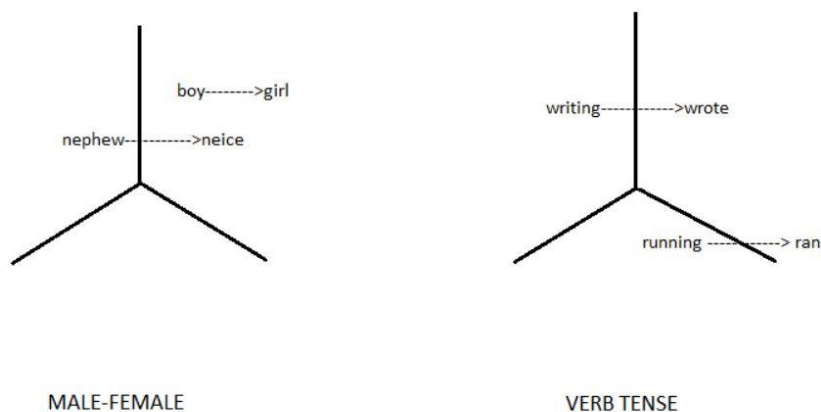 boy-------->girl
nephew------------>neice
MALE-FEMALE
writing------------>wrote
running ------------> ran
VERB TENSE